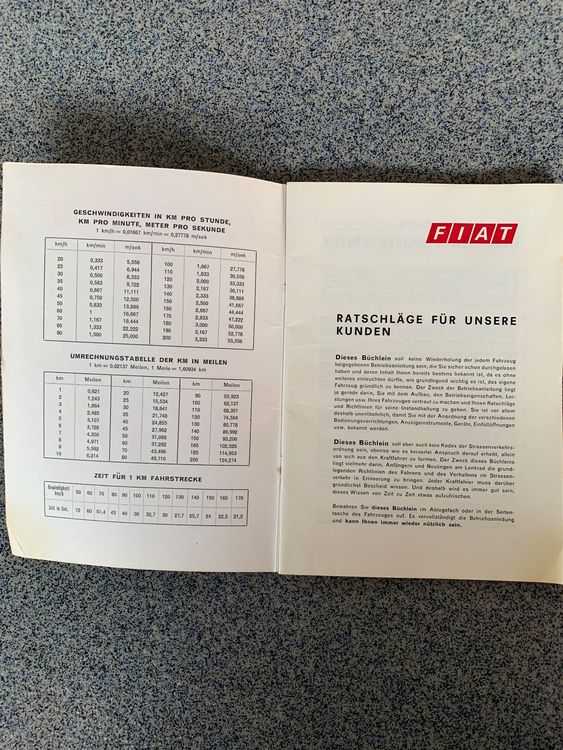 GESCHWINDIGKEITEN IN KM PRO STUNDE,
KM PRO MINUTE, METER PRO SEKUNDE
1 km/h = 0,01667 km/min = 0,27778 m/sek
km/h km/min m/sek km/h km/min m/sek
20 0,333 5,556 100 1,667 27,778
25 0,417 6,944 110 1,833 30,556
30 0,500 8,333 120 2,000 33,333
35 0,583 9,722 130 2,167 36,111
40 0,667 11,111 140 2,333 38,889
45 0,750 12,500 150 2,500 41,667
50 0,833 13,889 160 2,667 44,444
60 1 16,667 170 2,833 47,222
70 1,167 19,444 180 3,000 50,000
80 1,333 22,222 190 3,167 52,778
90 1,500 25,000 200 3,333 55,556
UMRECHNUNGSTABELLE DER KM IN MEILEN
1 km = 0,62137 Meilen, 1 Meile = 1,60934 km
km Meilen km Meilen km Meilen
1 0,621 20 12,427 90 55,923
2 1,243 25 15,534 100 62,137
3 1,864 30 18,641 110 68,351
4 2,485 35 21,748 120 74,564
5 3,107 40 24,855 130 80,778
6 3,728 45 27,962 140 86,992
7 4,350 50 31,068 150 93,206
8 4,971 60 37,282 165 102,526
9 5,592 70 43,496 185 114,953
10 6,214 80 49,710 200 124,274
ZEIT FÜR 1 KM FAHRSTRECKE
Geschwindigkeit km/h 50 60 70 80 90 100 110 120 130 140 150 160 170
Zeit in Sek. 72 60 51,4 45 40 36 32,7 30 27,7 25,7 24 22,5 21,2
FIAT
RATSCHLÄGE FÜR UNSERE
KUNDEN
Dieses Büchlein soll keine Wiederholung der jedem Fahrzeug
beigegebenen Betriebsanleitung sein, die Sie sicher schon durchgelesen
haben und deren Inhalt Ihnen bereits bestens bekannt ist, da es ohne
weiteres einleuchten dürfte, wie grundlegend wichtig es ist, das eigene
Fahrzeug gründlich zu kennen. Der Zweck der Betriebsanleitung liegt
ja gerade darin, Sie mit dem Aufbau, den Betriebseigenschaften, Lei-
stungen usw. Ihres Fahrzeuges vertraut zu machen und Ihnen Ratschläge
und Richtlinien für seine Instandhaltung zu geben. Sie ist vor allem
deshalb unentbehrlich, damit Sie mit der Anordnung der verschiedenen
Bedienungsvorrichtungen, Anzeigeinstrumente, Geräte, Einfüllöffnungen
usw. bekannt werden.
Dieses Büchlein soll aber auch kein Kodex der Strassenverkehrs-
ordnung sein, ebenso wie es keinerlei Anspruch darauf erhebt, allein
von sich aus den Kraftfahrer zu formen. Der Zweck dieses Büchleins
liegt vielmehr darin, Anfängern und Neulingen am Lenkrad die grund-
legenden Richtlinien des Fahrens und des Verhaltens im Strassen-
verkehr in Erinnerung zu bringen. Jeder Kraftfahrer muss darüber
gründlichst Bescheid wissen. Und deshalb wird es immer gut sein,
dieses Wissen von Zeit zu Zeit etwas aufzufrischen.
Bewahren Sie dieses Büchlein im Ablegefach oder in der Seiten-
tasche des Fahrzeuges auf. Es vervollständigt die Betriebsanleitung
und kann Ihnen immer wieder nützlich sein.